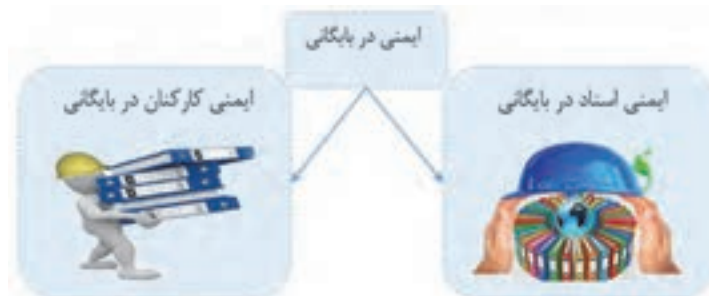 ایمنی در بایگانی
ایمنی اسناد در بایگانی
ایمنی کارکنان در بایگانی